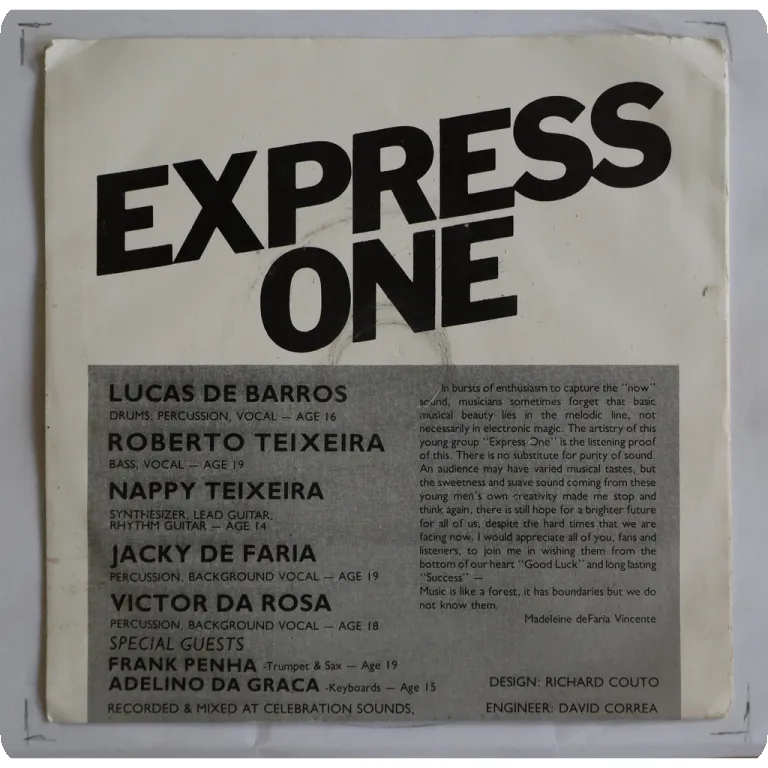 EXPRESS
ONE
LUCAS DE BARROS
DRUMS, PERCUSSION, VOCAL — AGE 16
ROBERTO TEIXEIRA
BASS, VOCAL — AGE 19
NAPPY TEIXEIRA
SYNTHESIZER, LEAD GUITAR,
RHYTHM GUITAR — AGE 14
JACKY DE FARIA
PERCUSSION, BACKGROUND VOCAL — AGE 19
VICTOR DA ROSA
PERCUSSION, BACKGROUND VOCAL — AGE 18
SPECIAL GUESTS
FRANK PENHA -Trumpet & Sax — Age 19
ADELINO DA GRACA -Keyboards — Age 15
RECORDED & MIXED AT CELEBRATION SOUNDS,
In bursts of enthusiasm to capture the "now"
sound, musicians sometimes forget that basic
musical beauty lies in the melodic line, not
necessarily in electronic magic. The artistry of this
young group "Express One" is the listening proof
of this. There is no substitute for purity of sound.
An audience may have varied musical tastes, but
the sweetness and suave sound coming from these
young men's own creativity made me stop and
think again, there is still hope for a brighter future
for all of us, despite the hard times that we are
facing now. I would appreciate all of you, fans and
listeners, to join me in wishing them from the
bottom of our heart "Good Luck" and long lasting
"Success" —
Music is like a forest, it has boundaries but we do
not know them.
Madeleine deFaria Vincente
DESIGN: RICHARD COUTO
ENGINEER: DAVID CORREA